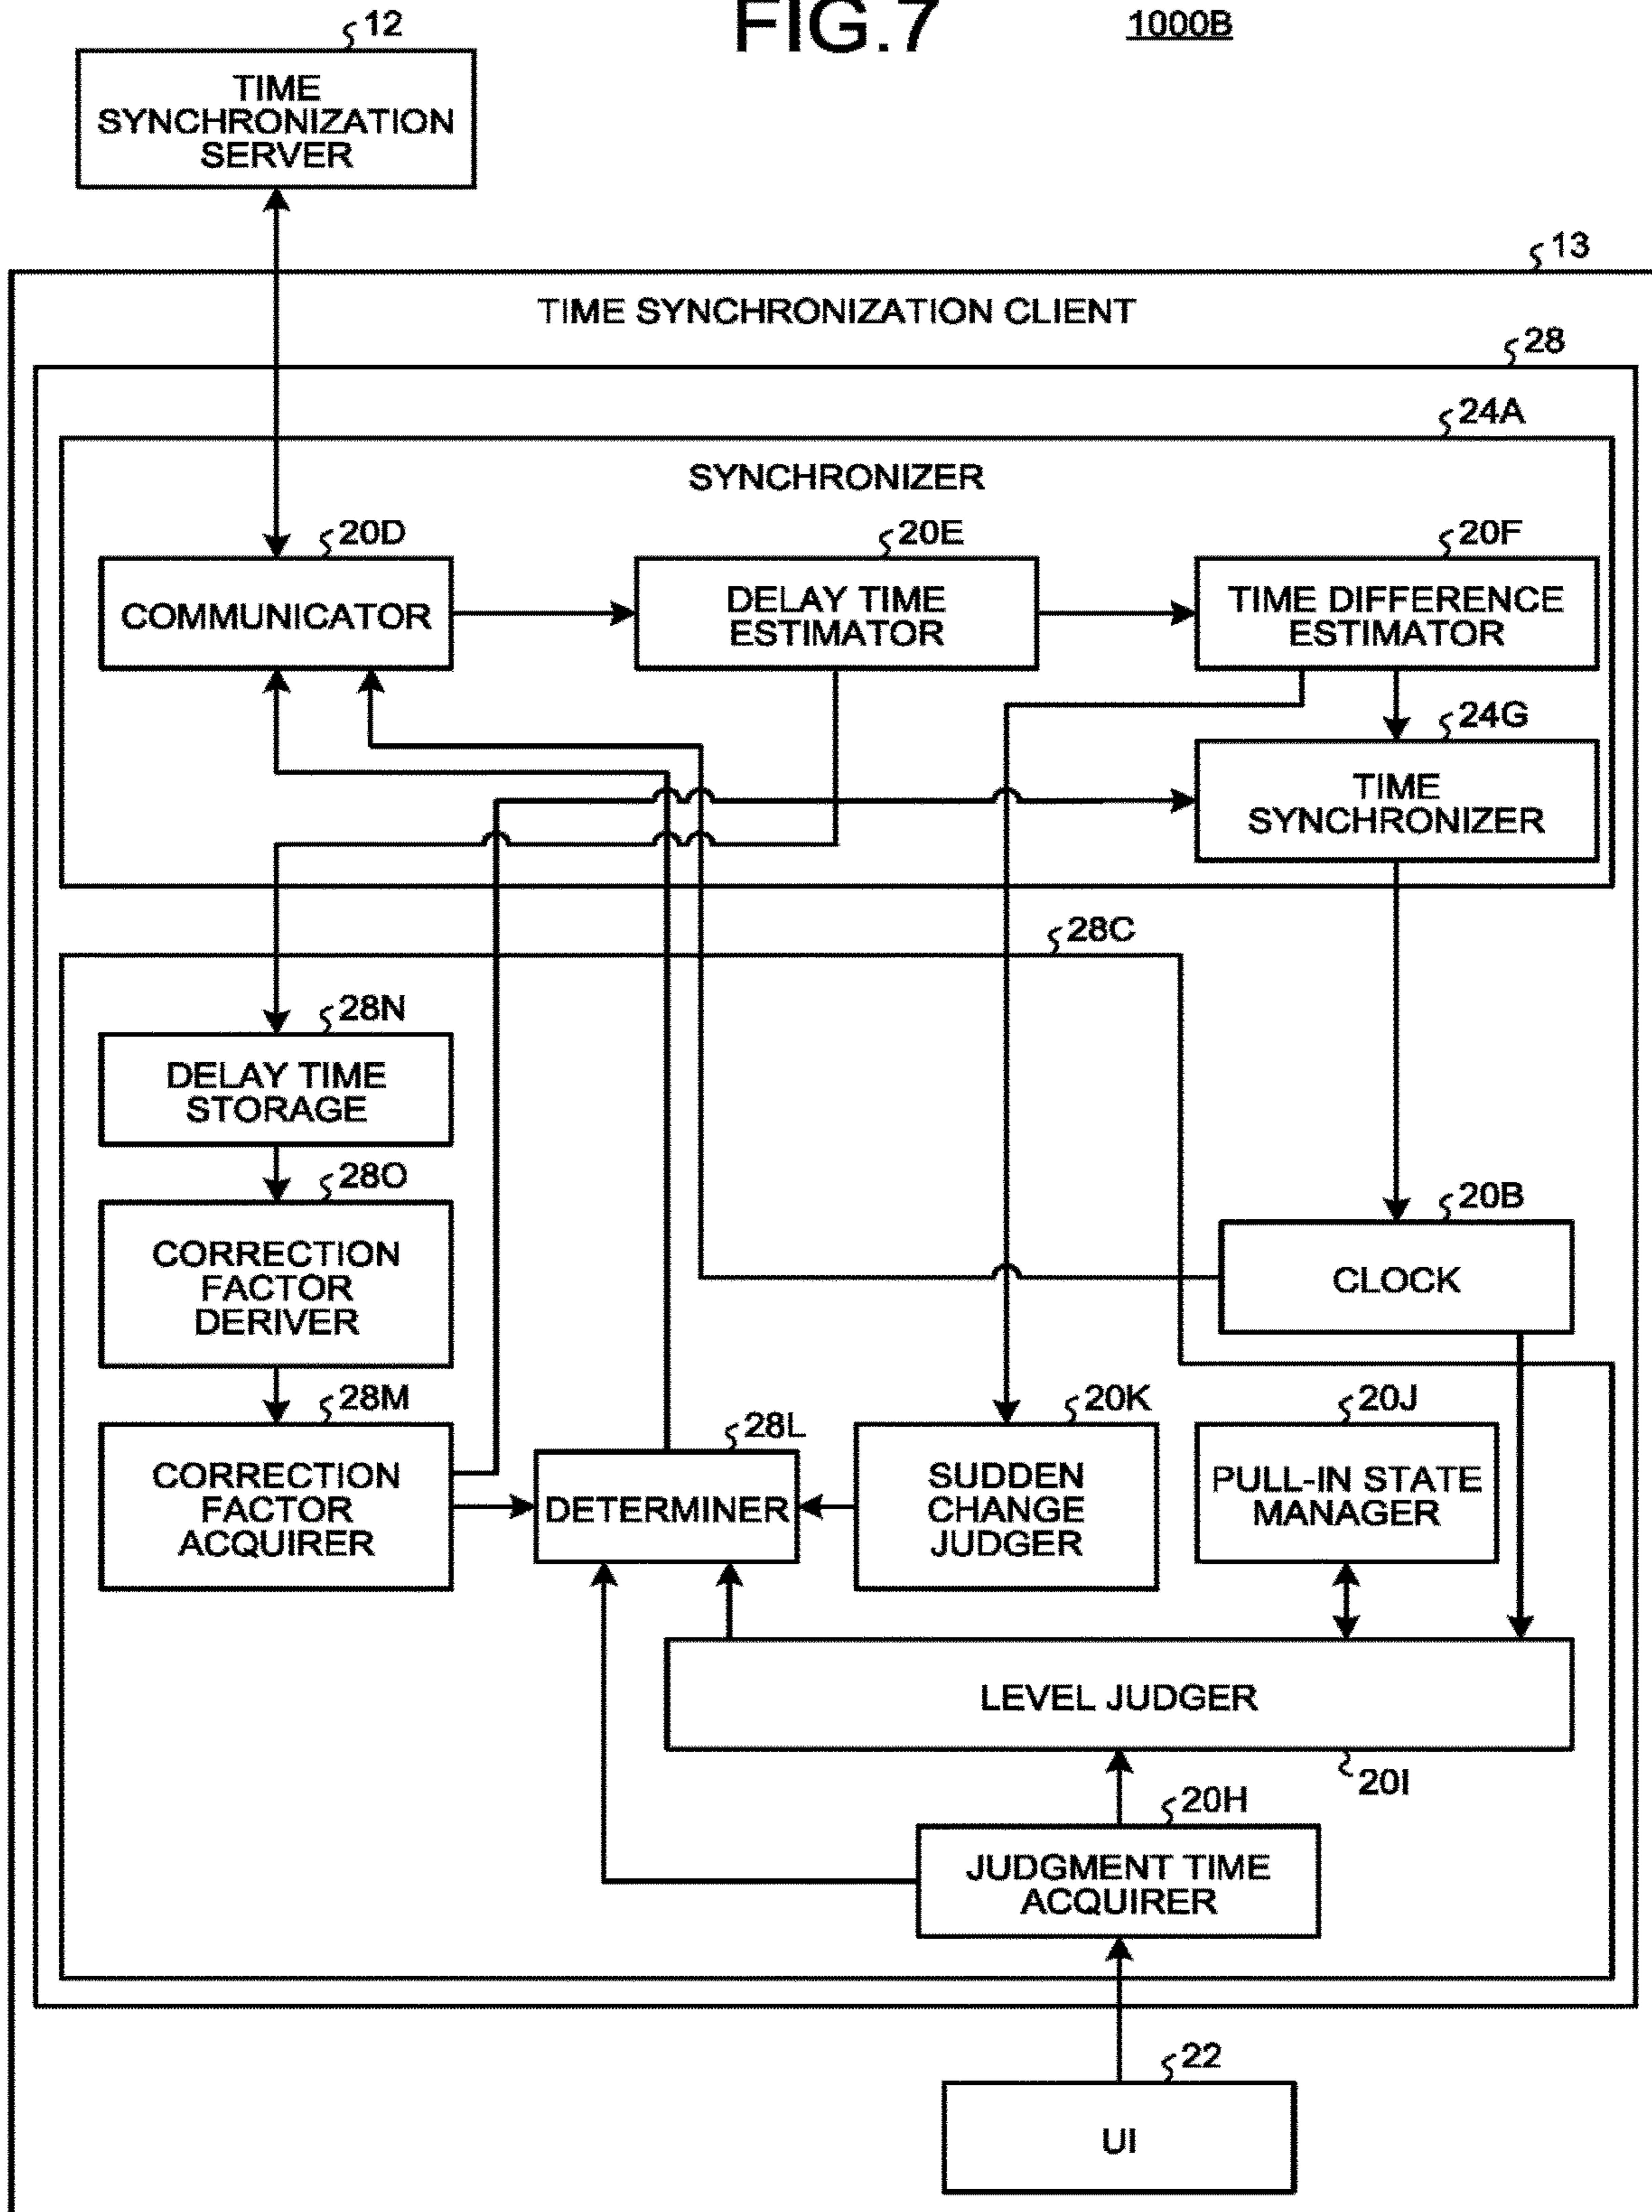 FIG.7
1000B
12
TIME
SYNCHRONIZATION
SERVER
13
TIME SYNCHRONIZATION CLIENT
28
24A
SYNCHRONIZER
20D
COMMUNICATOR
20E
DELAY TIME
ESTIMATOR
20F
TIME DIFFERENCE
ESTIMATOR
24G
TIME
SYNCHRONIZER
28C
28N
DELAY TIME
STORAGE
28O
CORRECTION
FACTOR
DERIVER
20B
CLOCK
28M
CORRECTION
FACTOR
ACQUIRER
28L
DETERMINER
20K
SUDDEN
CHANGE
JUDGER
20J
PULL-IN STATE
MANAGER
LEVEL JUDGER
20I
20H
JUDGMENT TIME
ACQUIRER
22
UI